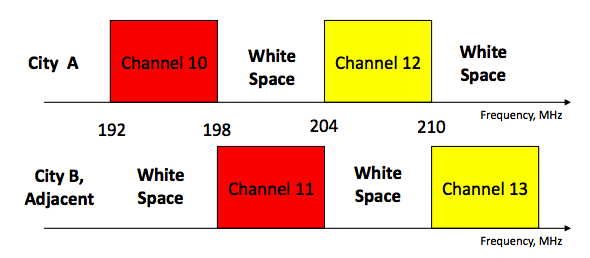 City A
Channel 10
White
Space
Channel 12
White
Space
Frequency, MHz
192
198
204
210
City B,
Adjacent
White
Space
Channel 11
White
Space
Channel 13
Frequency, MHz